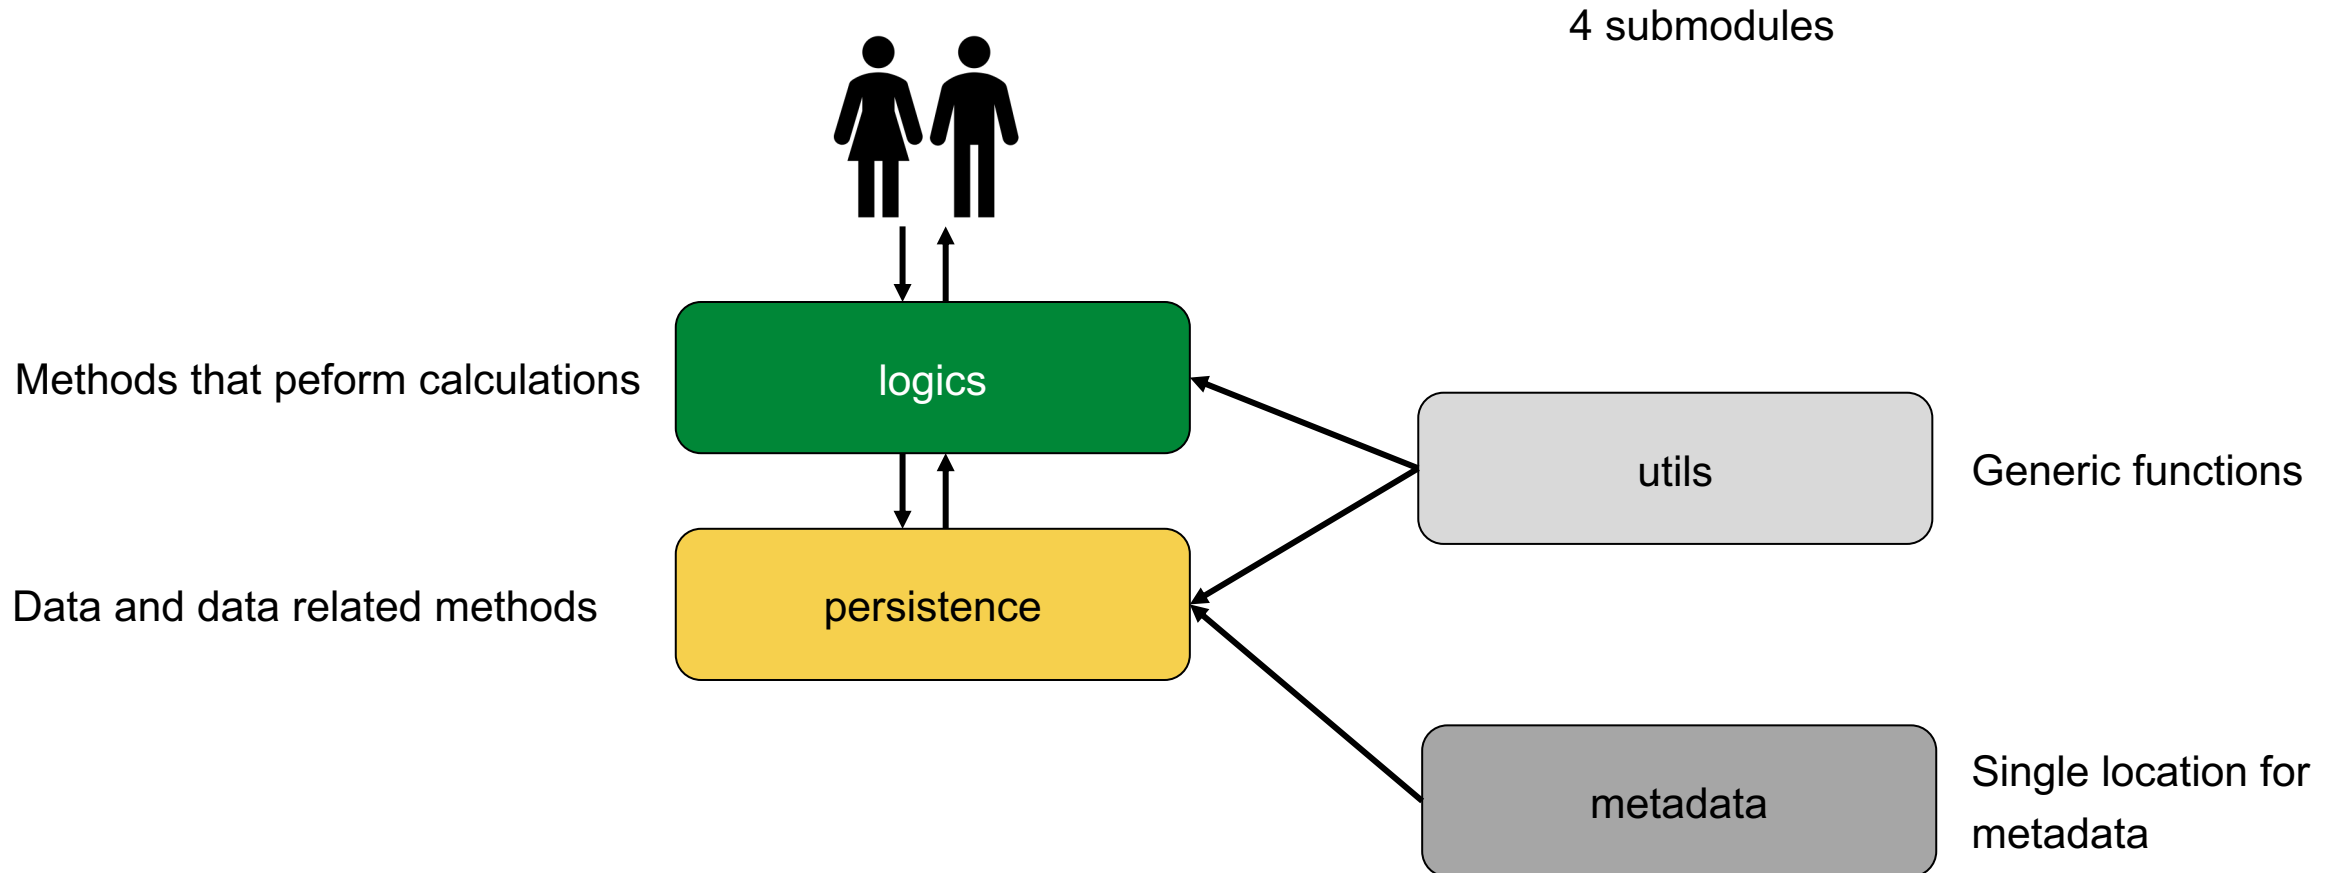 4 submodules
Methods that peform calculations
logics
utils
Generic functions
Data and data related methods
persistence
metadata
Single location for
metadata